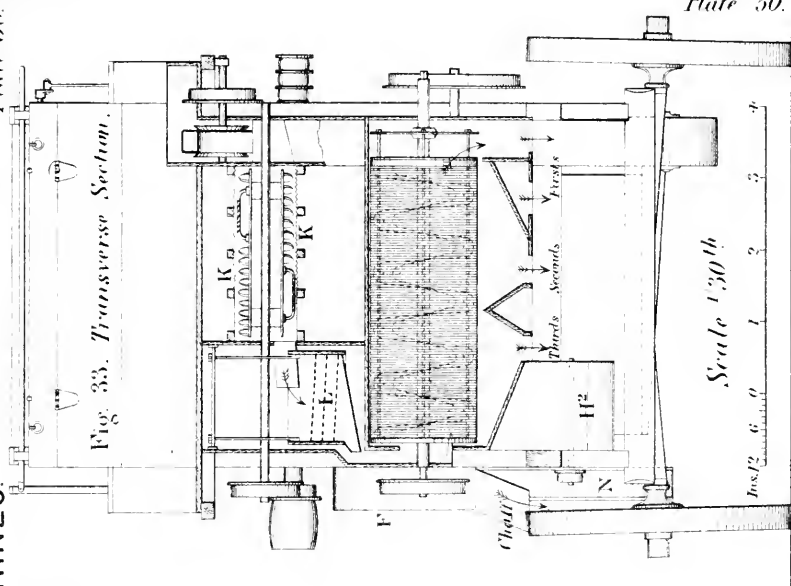 Plate 50.
Fig. 33. Transverse Section.
K
K
L
F
Firsts
Seconds
Thirds
H²
N
Chaff
Scale 1/30th
Ins. 12 6 0 1 2 3 4